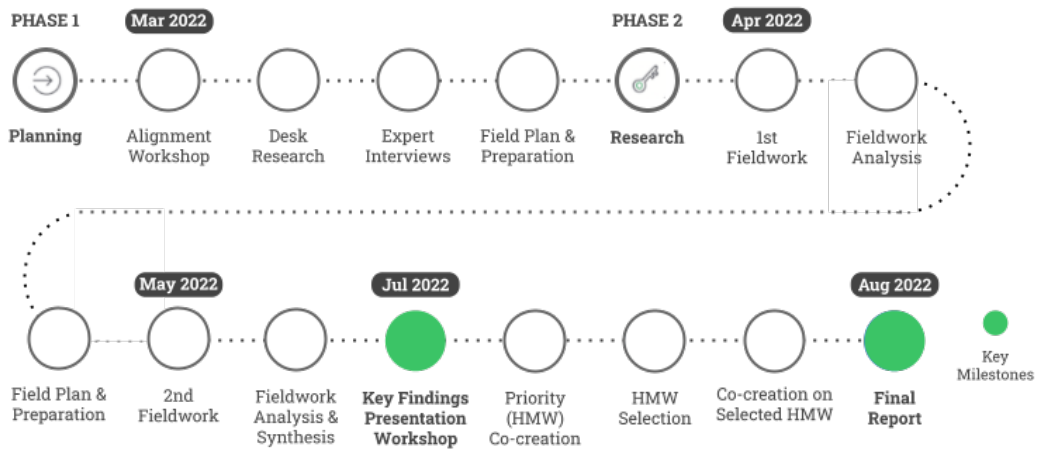 PHASE 1
Mar 2022
PHASE 2
Apr 2022
Planning
Alignment
Workshop
Desk
Research
Expert
Interviews
Field Plan &
Preparation
Research
1st
Fieldwork
Fieldwork
Analysis
May 2022
Jul 2022
Aug 2022
Field Plan &
Preparation
2nd
Fieldwork
Fieldwork
Analysis &
Synthesis
Key Findings
Presentation
Workshop
Priority
(HMW)
Co-creation
HMW
Selection
Co-creation on
Selected HMW
Final
Report
Key
Milestones